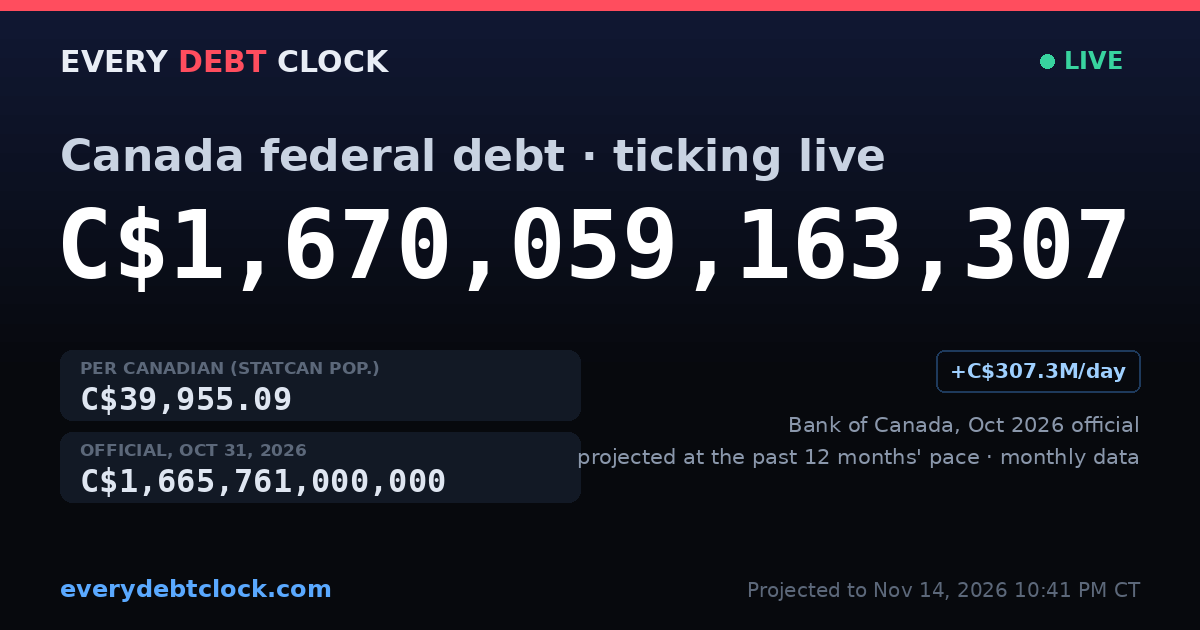 EVERY DEBT CLOCK
LIVE
Canada federal debt · ticking live
C$1,670,059,163,307
PER CANADIAN (STATCAN POP.)
C$39,955.09
+C$307.3M/day
Bank of Canada, Oct 2026 official
projected at the past 12 months' pace · monthly data
OFFICIAL, OCT 31, 2026
C$1,665,761,000,000
everydebtclock.com
Projected to Nov 14, 2026 10:41 PM CT